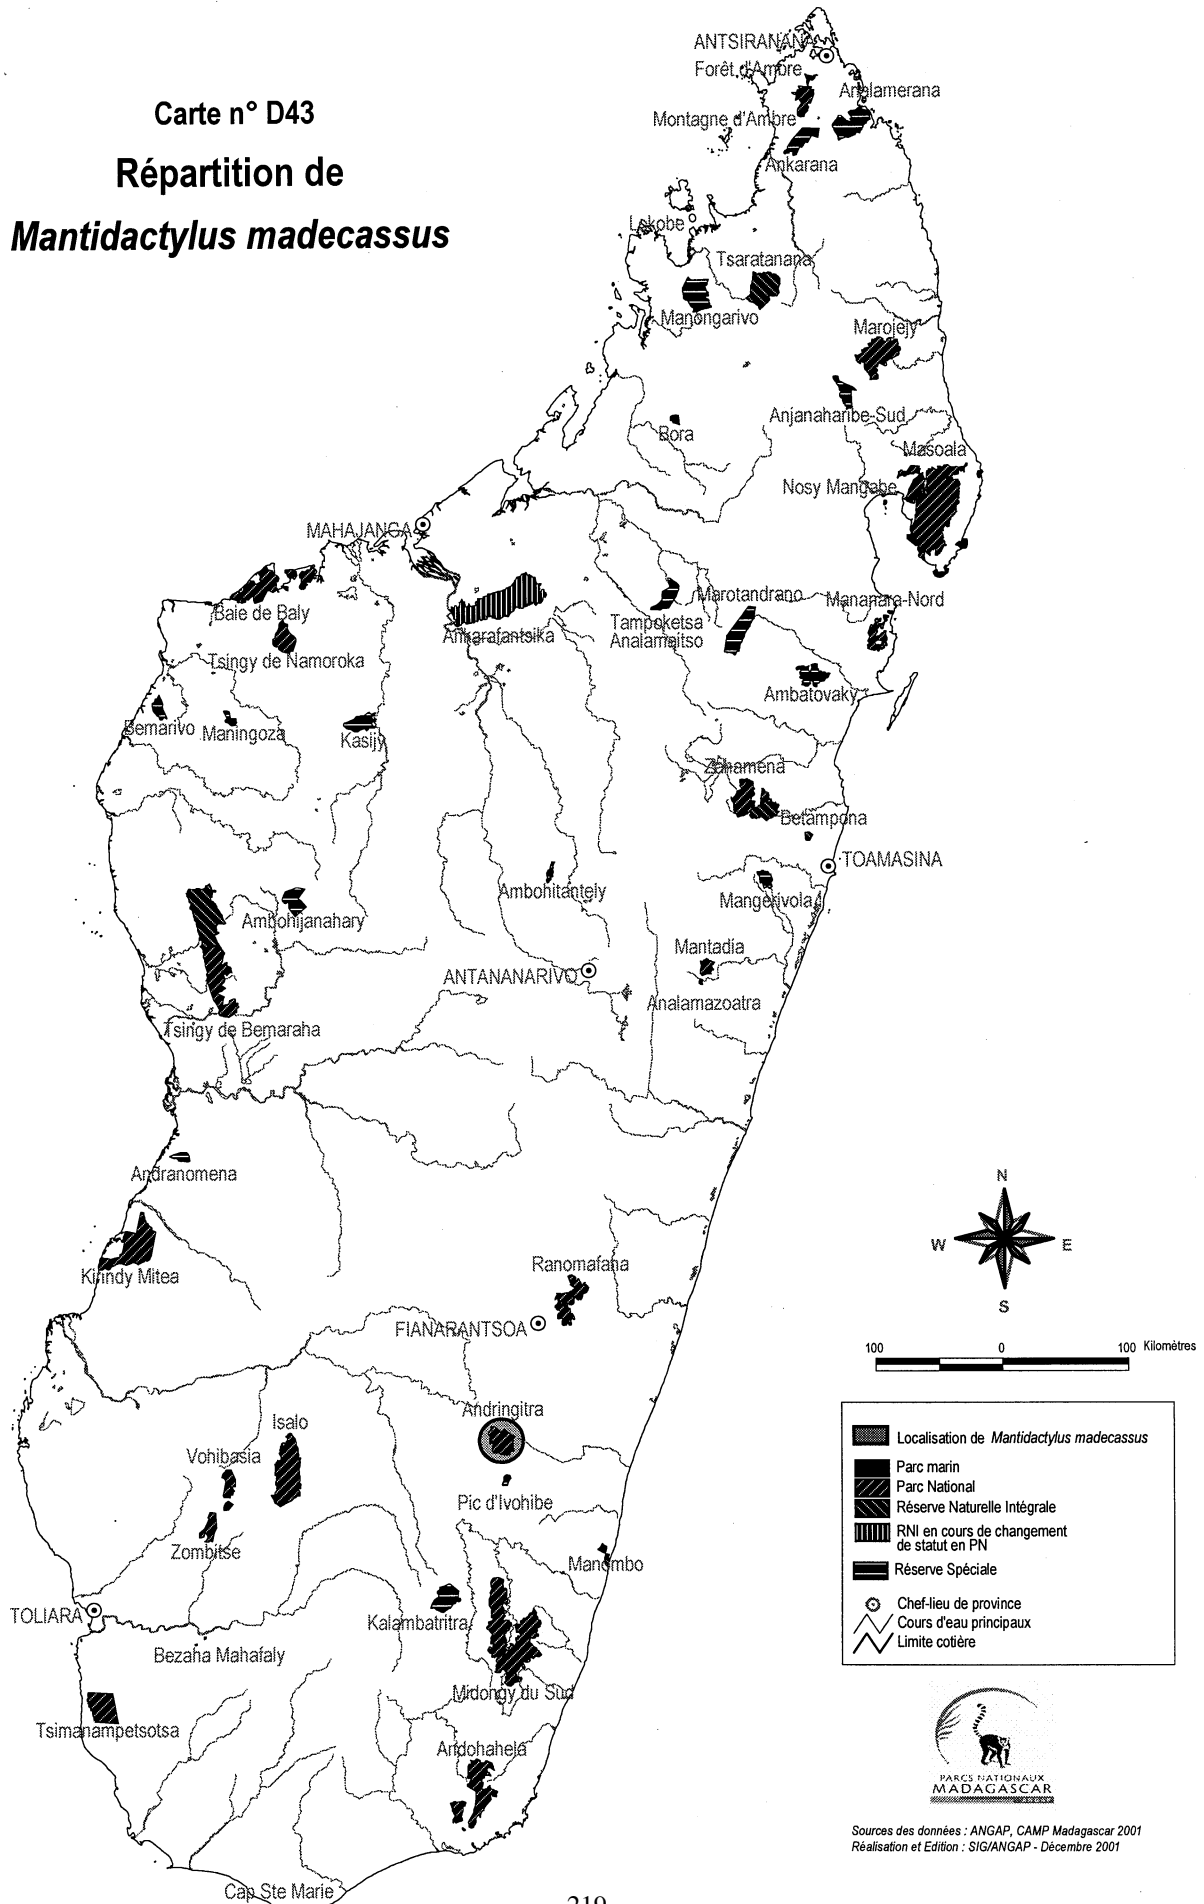 Carte n° D43
Répartition de
Mantidactylus madecassus
ANTSIRANANA
Forêt d'Ambre
Analamerana
Montagne d'Ambre
Ankarana
Lokobe
Tsaratanana
Manongarivo
Marojejy
Anjanaharibe-Sud
Bora
Masoala
Nosy Mangabe
MAHAJANGA
Baie de Baly
Ankarafantsika
Tampoketsa
Analamaitso
Marotandrano
Mananara-Nord
Tsingy de Namoroka
Ambatovaky
Bemarivo
Maningoza
Kasijy
Zahamena
Betampona
TOAMASINA
Ambohitantely
Mangerivola
Ambohijanahary
Mantadia
ANTANANARIVO
Analamazoatra
Tsingy de Bemaraha
Andranomena
Kirindy Mitea
Ranomafana
FIANARANTSOA
Andringitra
Isalo
Vohibasia
Pic d'Ivohibe
Zombitse
Manombo
TOLIARA
Kalambatritra
Bezaha Mahafaly
Midongy du Sud
Tsimanampetsotsa
Andohahela
Cap Ste Marie
N
W
E
S
100 0 100 Kilomètres
Localisation de Mantidactylus madecassus
Parc marin
Parc National
Réserve Naturelle Intégrale
RNI en cours de changement
de statut en PN
Réserve Spéciale
Chef-lieu de province
Cours d'eau principaux
Limite cotière
PARCS NATIONAUX
MADAGASCAR
Sources des données : ANGAP, CAMP Madagascar 2001
Réalisation et Edition : SIG/ANGAP - Décembre 2001
219